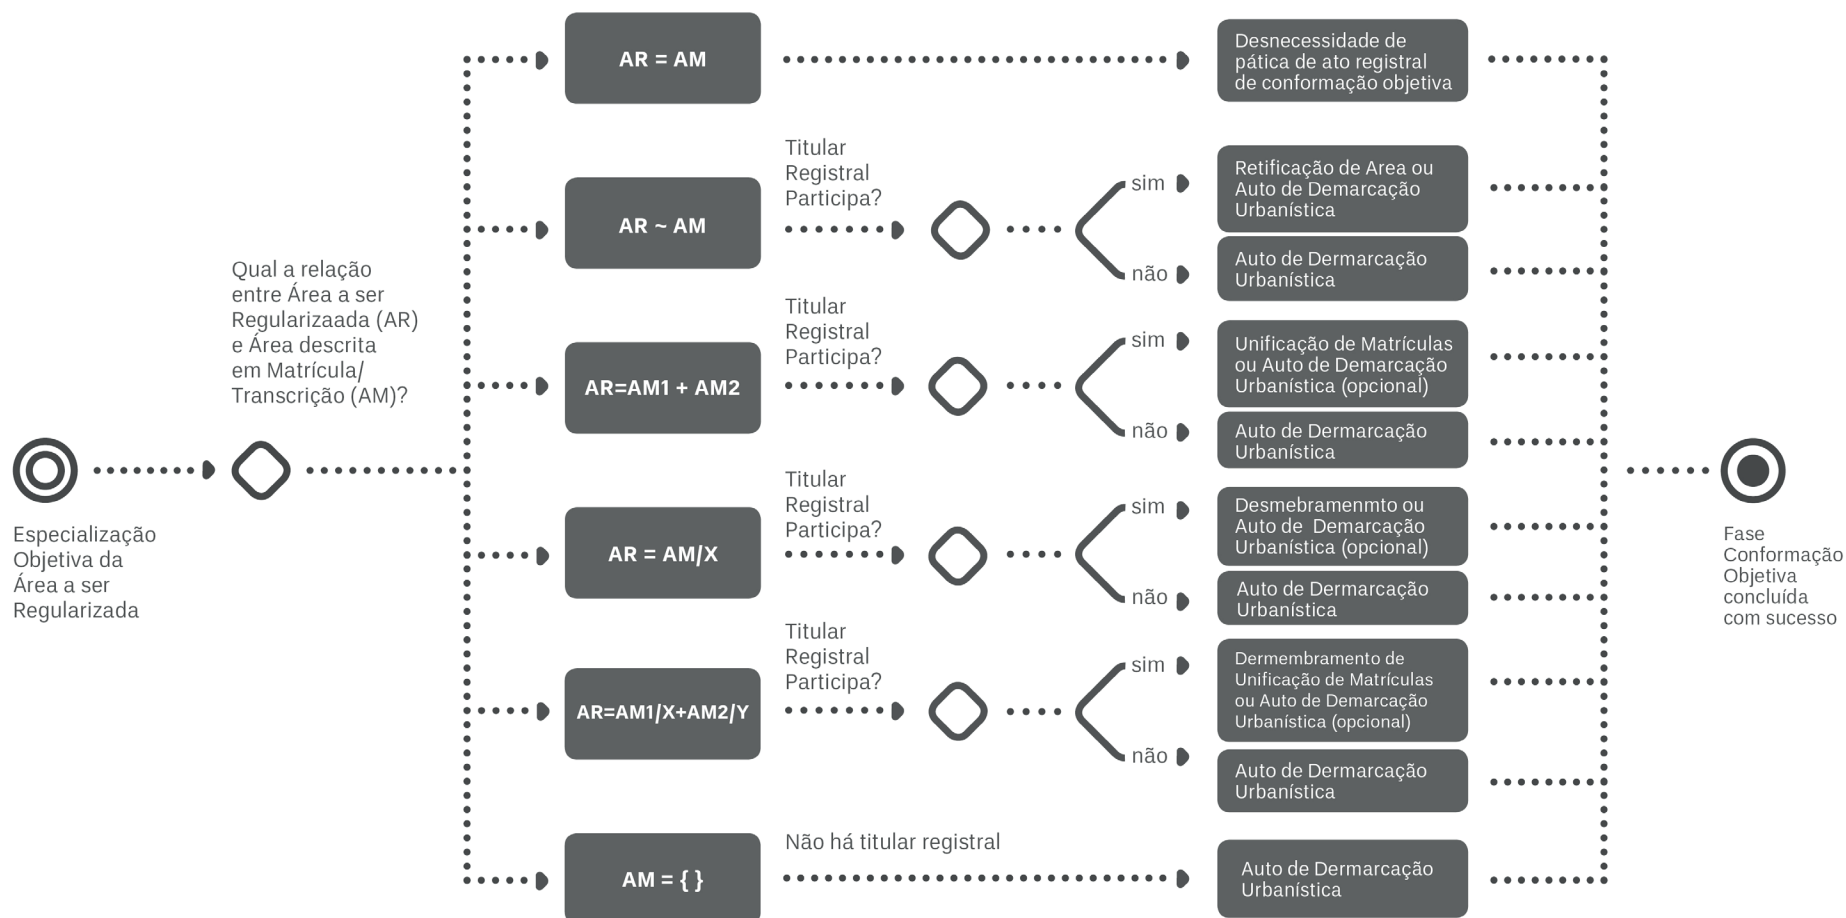 Qual a relação
entre Área a ser
Regularizaada (AR)
e Área descrita
em Matrícula/
Transcrição (AM)?
Especialização
Objetiva da
Área a ser
Regularizada
AR = AM
Desnecessidade de
pática de ato registral
de conformação objetiva
AR ~ AM
Titular
Registral
Participa?
sim
Retificação de Area ou
Auto de Demarcação
Urbanística
não
Auto de Dermarcação
Urbanística
AR=AM1 + AM2
Titular
Registral
Participa?
sim
Unificação de Matrículas
ou Auto de Demarcação
Urbanística (opcional)
não
Auto de Dermarcação
Urbanística
AR = AM/X
Titular
Registral
Participa?
sim
Desmebramenmto ou
Auto de Demarcação
Urbanística (opcional)
não
Auto de Dermarcação
Urbanística
AR=AM1/X+AM2/Y
Titular
Registral
Participa?
sim
Dermembramento de
Unificação de Matrículas
ou Auto de Demarcação
Urbanística (opcional)
não
Auto de Dermarcação
Urbanística
AM = { }
Não há titular registral
Auto de Dermarcação
Urbanística
Fase
Conformação
Objetiva
concluída
com sucesso